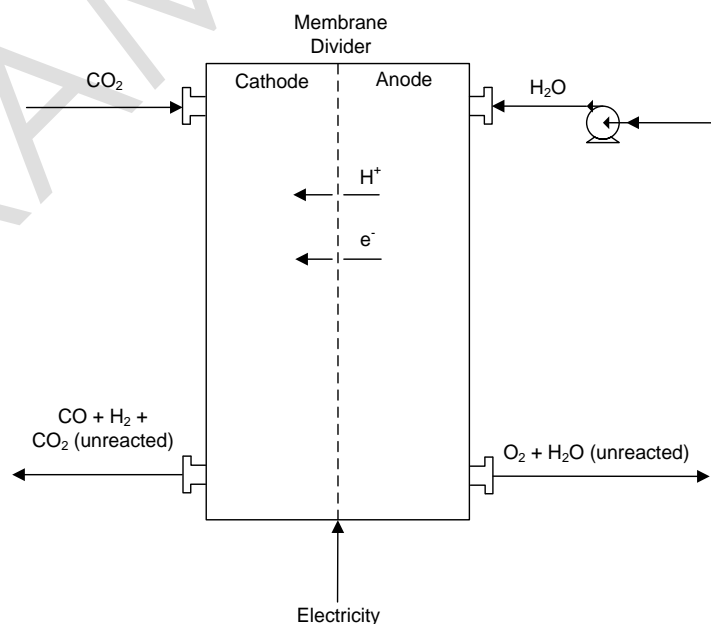 Membrane
Divider
Cathode
Anode
CO₂
H₂O
H⁺
e⁻
CO + H₂ +
CO₂ (unreacted)
O₂ + H₂O (unreacted)
Electricity